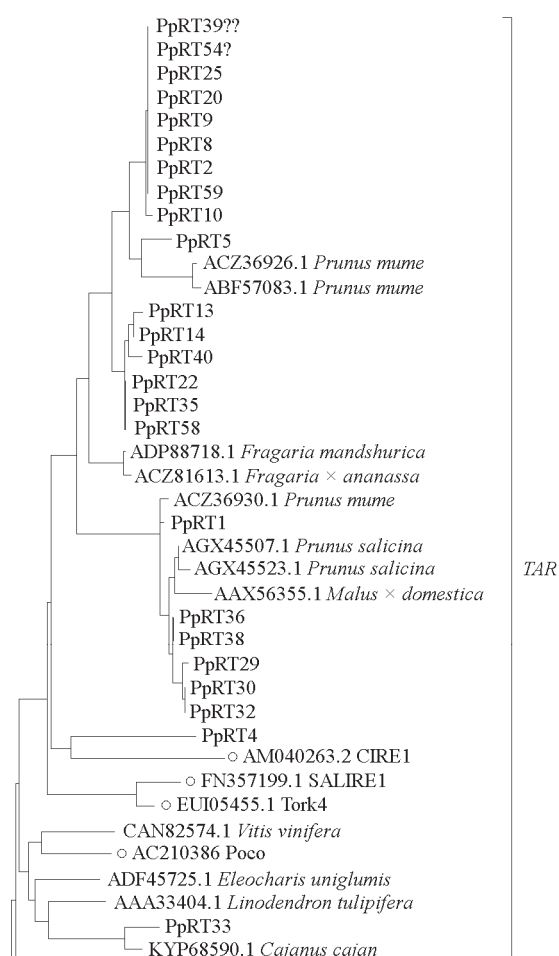 PpRT39??
PpRT54?
PpRT25
PpRT20
PpRT9
PpRT8
PpRT2
PpRT59
PpRT10
PpRT5
ACZ36926.1 Prunus mume
ABF57083.1 Prunus mume
PpRT13
PpRT14
PpRT40
PpRT22
PpRT35
PpRT58
ADP88718.1 Fragaria mandshurica
ACZ81613.1 Fragaria × ananassa
ACZ36930.1 Prunus mume
PpRT1
AGX45507.1 Prunus salicina
AGX45523.1 Prunus salicina
TAR
AAX56355.1 Malus × domestica
PpRT36
PpRT38
PpRT29
PpRT30
PpRT32
PpRT4
AM040263.2 CIRE1
FN357199.1 SALIRE1
EUI05455.1 Tork4
CAN82574.1 Vitis vinifera
AC210386 Poco
ADF45725.1 Eleocharis uniglumis
AAA33404.1 Linodendron tulipifera
PpRT33
KYP68590.1 Cajanus cajan